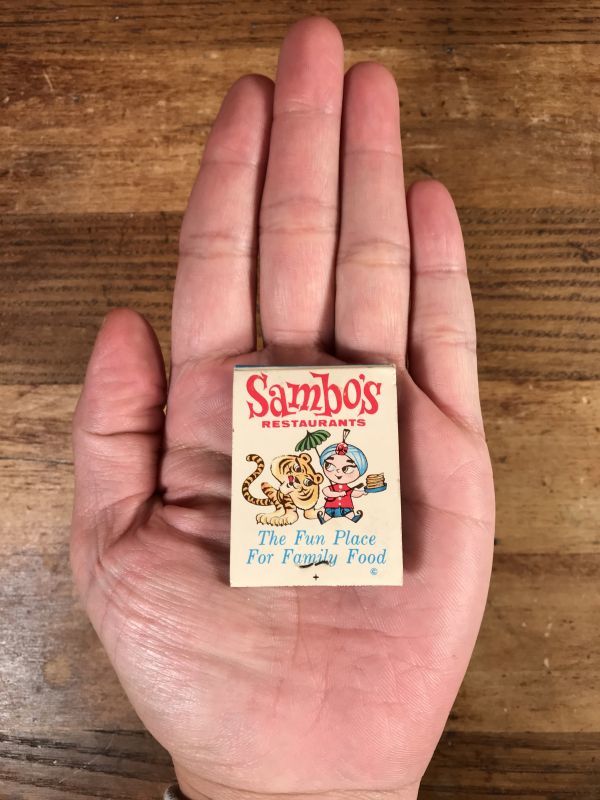 Sambo's
RESTAURANTS
The Fun Place
For Family Food
©